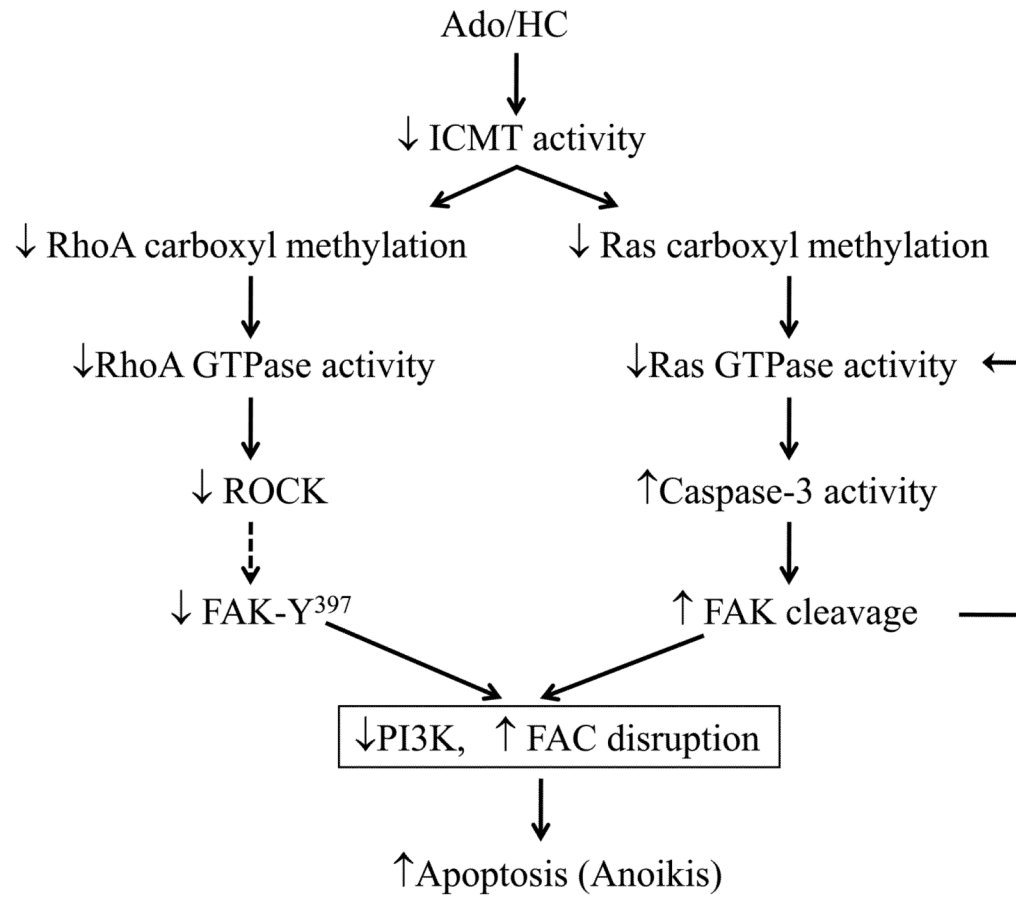 Ado/HC
↓ ICMT activity
↓ RhoA carboxyl methylation
↓ Ras carboxyl methylation
↓RhoA GTPase activity
↓Ras GTPase activity
↓ ROCK
↑Caspase-3 activity
↓ FAK-Y³⁹⁷
↑ FAK cleavage
↓PI3K, ↑ FAC disruption
↑Apoptosis (Anoikis)